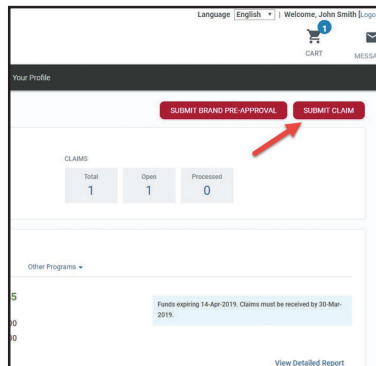 Language English | Welcome, John Smith [Logo
1
CART
MESSA
Your Profile
SUBMIT BRAND PRE-APPROVAL SUBMIT CLAIM
CLAIMS
Total Open Processed
1 1 0
Other Programs
5
Funds expiring 14-Apr-2019. Claims must be received by 30-Mar-
2019.
00
00
View Detailed Report